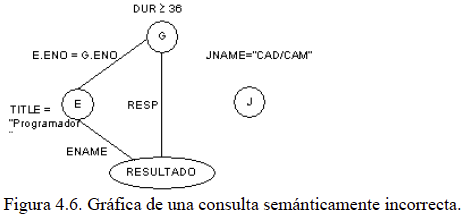 DUR ≥ 36
G
E.ENO = G.ENO
JNAME="CAD/CAM"
TITLE =
"Programador
"
E
RESP
J
ENAME
RESULTADO
Figura 4.6. Gráfica de una consulta semánticamente incorrecta.